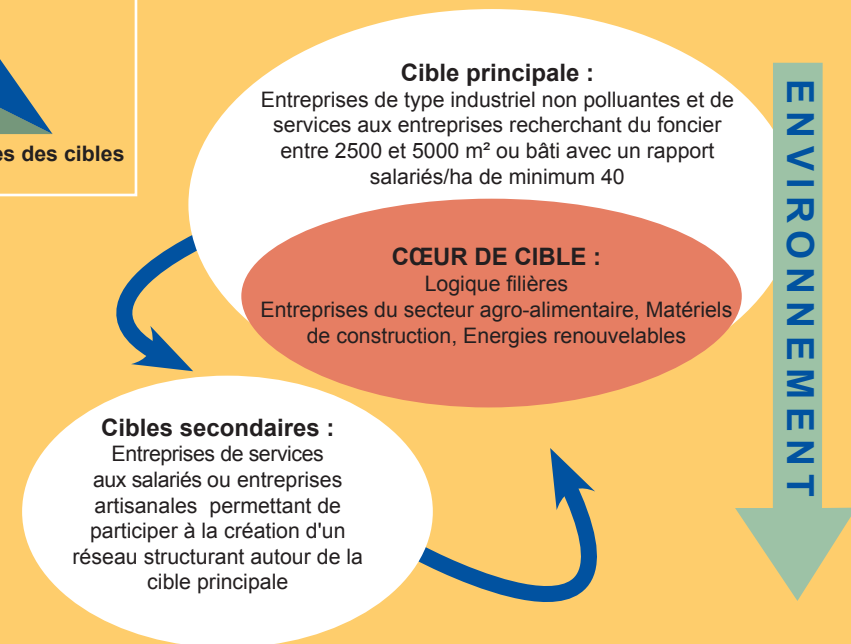 es des cibles
Cible principale :
Entreprises de type industriel non polluantes et de
services aux entreprises recherchant du foncier
entre 2500 et 5000 m² ou bâti avec un rapport
salariés/ha de minimum 40
CŒUR DE CIBLE :
Logique filières
Entreprises du secteur agro-alimentaire, Matériels
de construction, Energies renouvelables
Cibles secondaires :
Entreprises de services
aux salariés ou entreprises
artisanales permettant de
participer à la création d'un
réseau structurant autour de la
cible principale
ENVIRONNEMENT